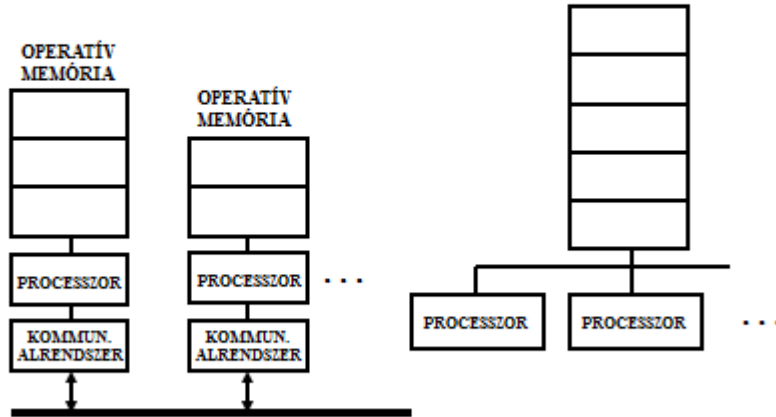 OPERATÍV
MEMÓRIA
OPERATÍV
MEMÓRIA
PROCESSZOR
PROCESSZOR
. . .
KOMMUN.
ALRENDSZER
KOMMUN.
ALRENDSZER
PROCESSZOR
PROCESSZOR
. . .